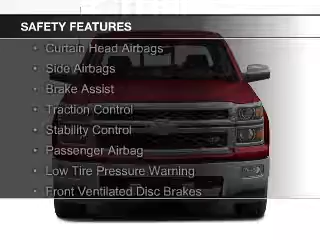 SAFETY FEATURES
• Curtain Head Airbags
• Side Airbags
• Brake Assist
• Traction Control
• Stability Control
• Passenger Airbag
• Low Tire Pressure Warning
• Front Ventilated Disc Brakes